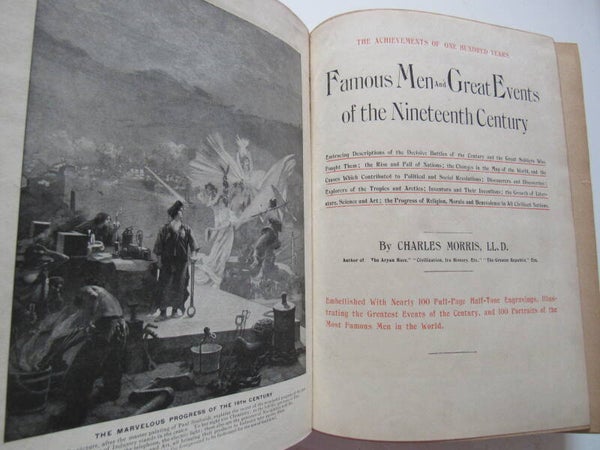 THE MARVELOUS PROGRESS OF THE 19TH CENTURY
THE ACHIEVEMENTS OF ONE HUNDRED YEARS
Famous Men And Great Events
of the Nineteenth Century
Embracing Descriptions of the Decisive Battles of the Century and the Great Soldiers Who
Fought Them; the Rise and Fall of Nations; the Changes in the Map of the World, and the
Causes Which Contributed to Political and Social Revolutions; Discoverers and Discoveries;
Explorers of the Tropics and Arctics; Inventors and Their Inventions; the Growth of Liter-
ature, Science and Art; the Progress of Religion, Morals and Benevolence in All Civilized Nations.
By CHARLES MORRIS, LL.D.
Author of "The Aryan Race," "Civilization, Its History, Etc.," "The Greater Republic," Etc.
Embellished With Nearly 100 Full-Page Half-Tone Engravings, Illus-
trating the Greatest Events of the Century, and 100 Portraits of the
Most Famous Men in the World.